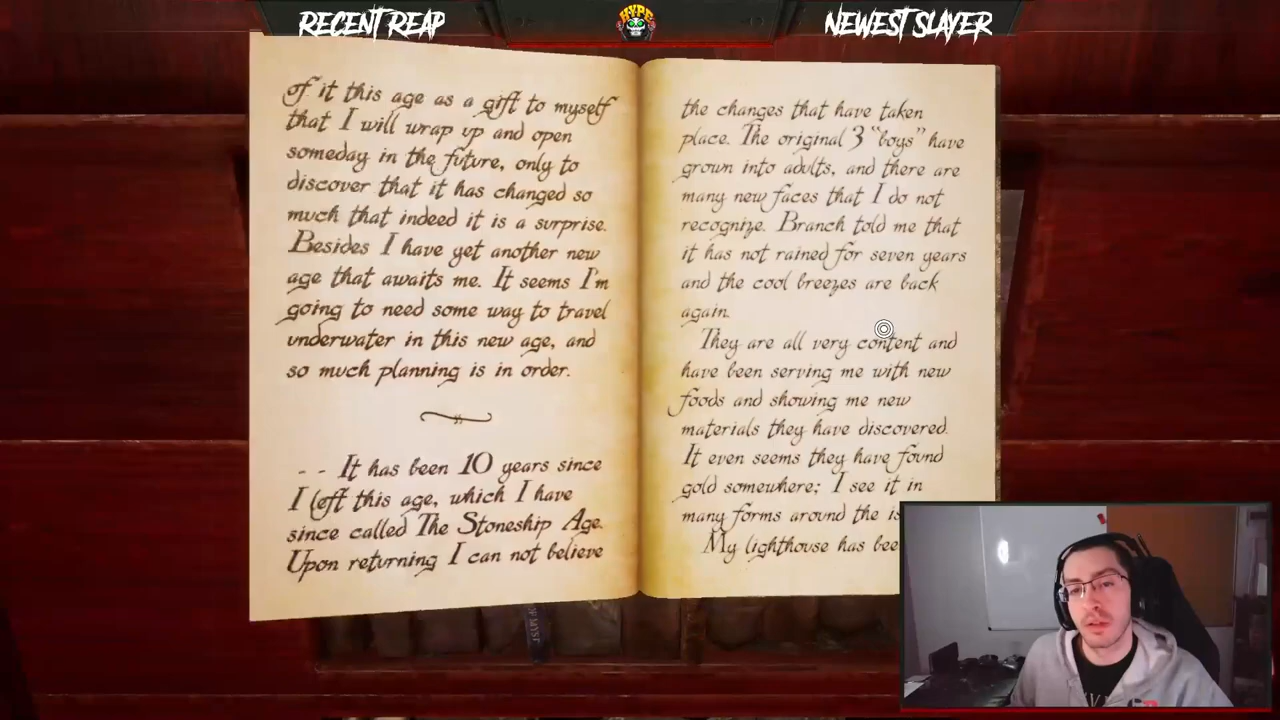 RECENT REAP
HYPE
NEWEST SLAYER
of it this age as a gift to myself
that I will wrap up and open
someday in the future, only to
discover that it has changed so
much that indeed it is a surprise.
Besides I have yet another new
age that awaits me. It seems I'm
going to need some way to travel
underwater in this new age, and
so much planning is in order.
-- It has been 10 years since
I left this age, which I have
since called The Stoneship Age.
Upon returning I can not believe
the changes that have taken
place. The original 3 "boys" have
grown into adults, and there are
many new faces that I do not
recognize. Branch told me that
it has not rained for seven years
and the cool breezes are back
again.
They are all very content and
have been serving me with new
foods and showing me new
materials they have discovered.
It even seems they have found
gold somewhere; I see it in
many forms around the
My lighthouse has